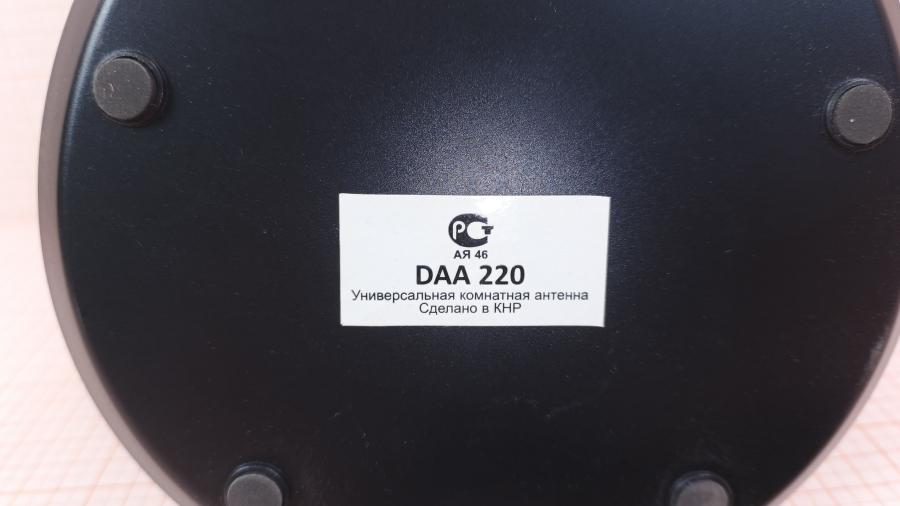 РСТ
АЯ 46
DAA 220
Универсальная комнатная антенна
Сделано в КНР